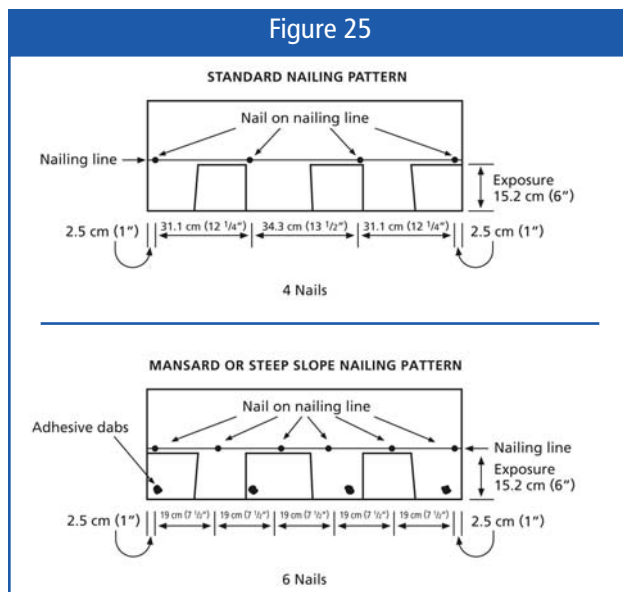 Figure 25
STANDARD NAILING PATTERN
Nail on nailing line
Nailing line
Exposure
15.2 cm (6")
2.5 cm (1")
31.1 cm (12 1/4")
34.3 cm (13 1/2")
31.1 cm (12 1/4")
2.5 cm (1")
4 Nails
MANSARD OR STEEP SLOPE NAILING PATTERN
Nail on nailing line
Adhesive dabs
Nailing line
Exposure
15.2 cm (6")
2.5 cm (1")
19 cm (7 1/2")
19 cm (7 1/2")
19 cm (7 1/2")
19 cm (7 1/2")
19 cm (7 1/2")
2.5 cm (1")
6 Nails